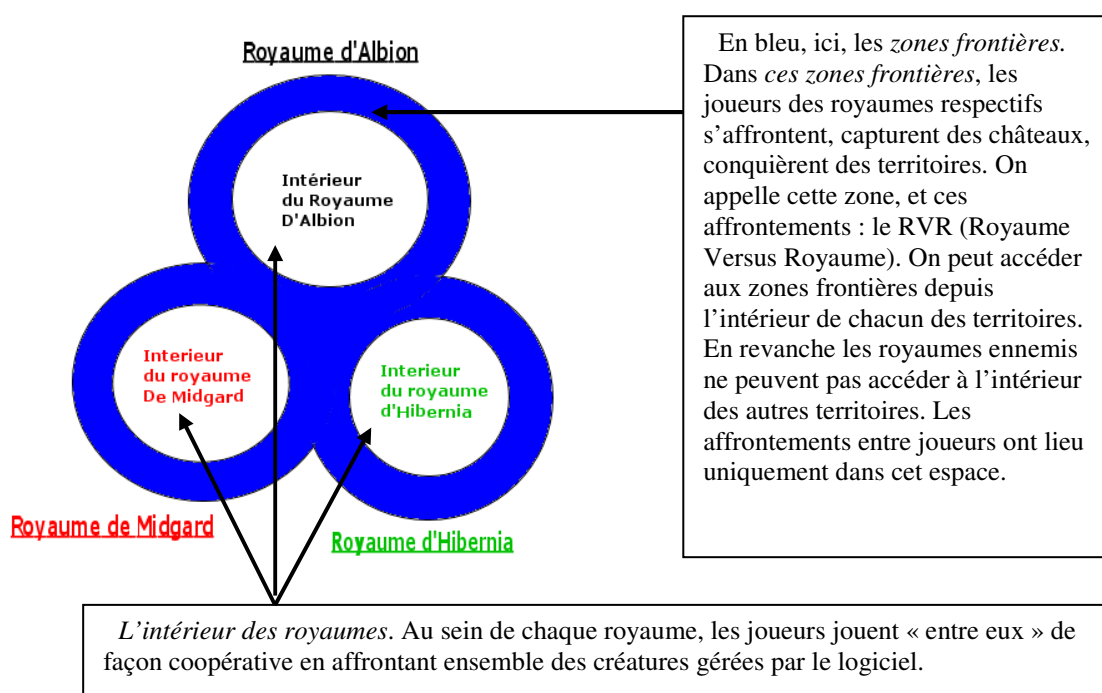 Royaume d'Albion
Intérieur
du Royaume
D'Albion
Interieur
du royaume
De Midgard
Interieur
du royaume
d'Hibernia
Royaume de Midgard
Royaume d'Hibernia
En bleu, ici, les zones frontières.
Dans ces zones frontières, les
joueurs des royaumes respectifs
s’affrontent, capturent des châteaux,
conquièrent des territoires. On
appelle cette zone, et ces
affrontements : le RVR (Royaume
Versus Royaume). On peut accéder
aux zones frontières depuis
l’intérieur de chacun des territoires.
En revanche les royaumes ennemis
ne peuvent pas accéder à l’intérieur
des autres territoires. Les
affrontements entre joueurs ont lieu
uniquement dans cet espace.
L’intérieur des royaumes. Au sein de chaque royaume, les joueurs jouent « entre eux » de
façon coopérative en affrontant ensemble des créatures gérées par le logiciel.